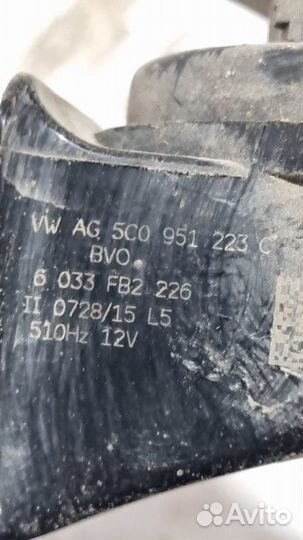 VW AG 5C0 951 223 C
BVO.
6 033 FB2 226
II 0728/15 L5
510Hz 12V
Avito